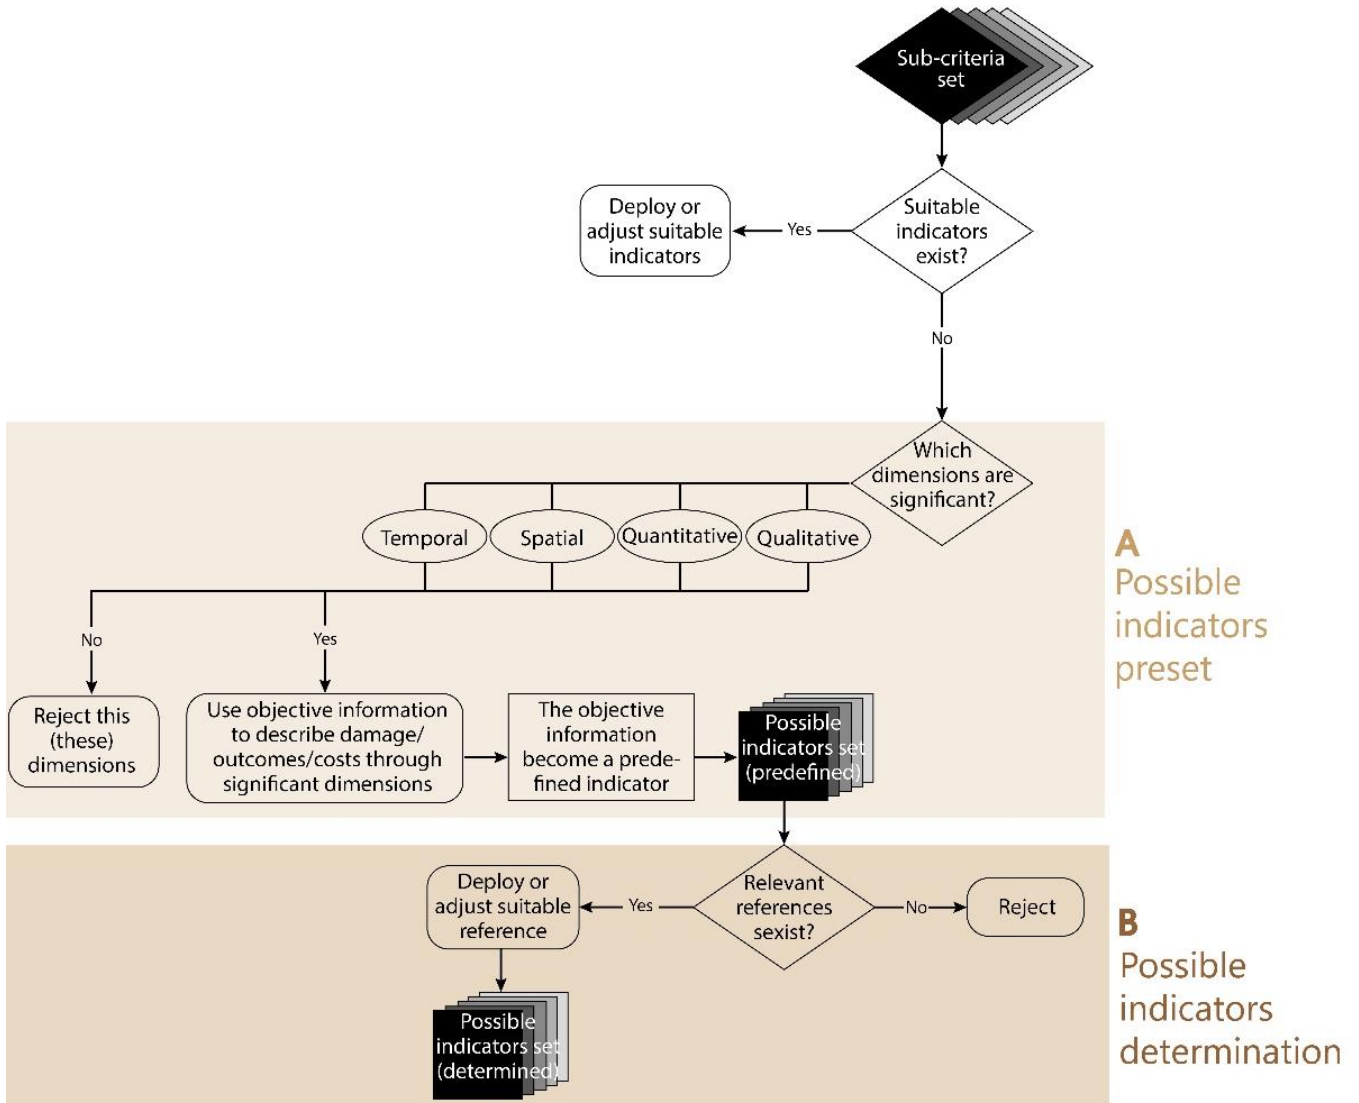 Sub-criteria
set
Suitable
indicators
exist?
Yes
Deploy or
adjust suitable
indicators
No
Which
dimensions are
significant?
Temporal
Spatial
Quantitative
Qualitative
A
Possible
indicators
preset
No
Yes
Reject this
(these)
dimensions
Use objective information
to describe damage/
outcomes/costs through
significant dimensions
The objective
information
become a prede-
fined indicator
Possible
indicators set
(predefined)
Relevant
references
sexist?
Yes
Deploy or
adjust suitable
reference
No
Reject
B
Possible
indicators
determination
Possible
indicators set
(determined)